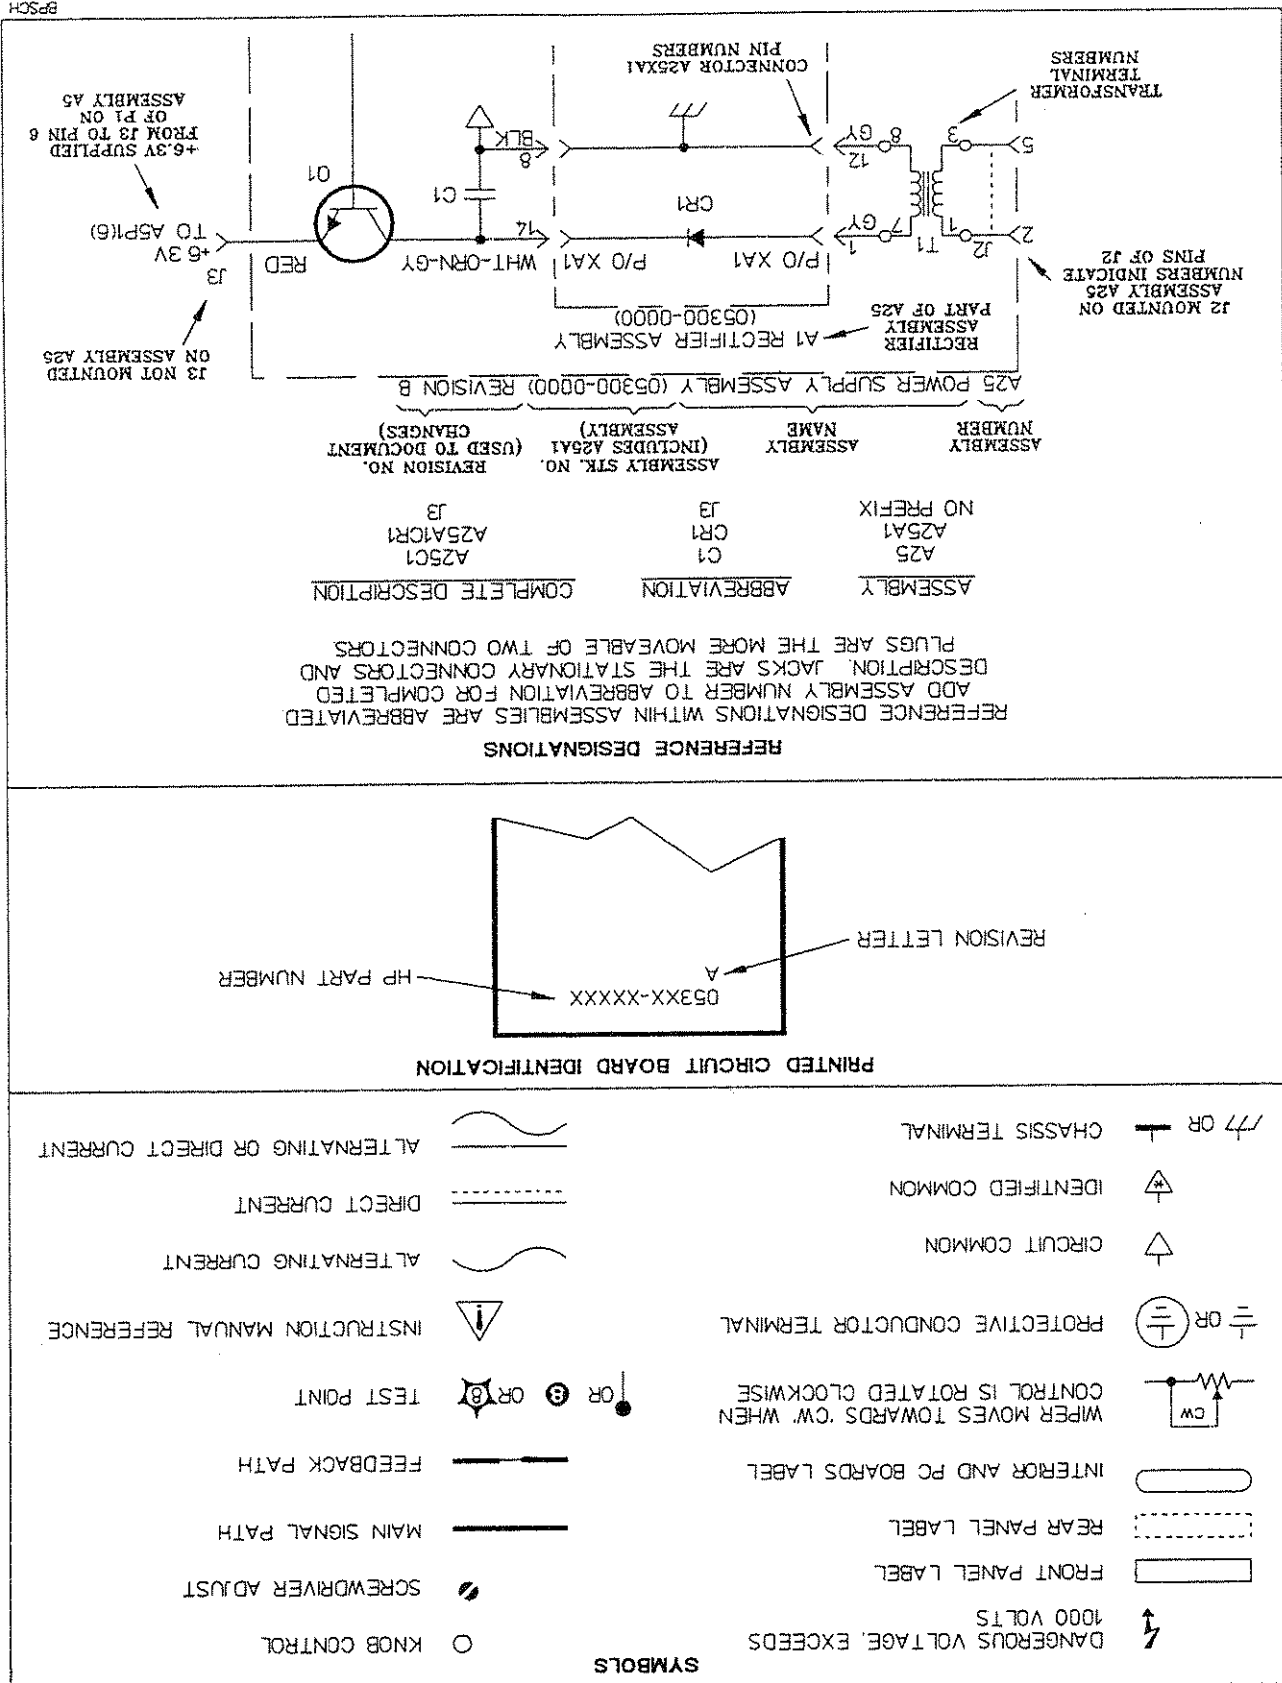 SYMBOLS
DANGEROUS VOLTAGE, EXCEEDS
1000 VOLTS
FRONT PANEL LABEL
REAR PANEL LABEL
INTERIOR AND PC BOARDS LABEL
CW
WIPER MOVES TOWARDS 'CW' WHEN
CONTROL IS ROTATED CLOCKWISE
OR
PROTECTIVE CONDUCTOR TERMINAL
CIRCUIT COMMON
*
IDENTIFIED COMMON
OR
CHASSIS TERMINAL
KNOB CONTROL
SCREWDRIVER ADJUST
MAIN SIGNAL PATH
FEEDBACK PATH
OR 8 OR 8
TEST POINT
!
INSTRUCTION MANUAL REFERENCE
ALTERNATING CURRENT
DIRECT CURRENT
ALTERNATING OR DIRECT CURRENT
PRINTED CIRCUIT BOARD IDENTIFICATION
053XX-XXXXX
A
HP PART NUMBER
REVISION LETTER
REFERENCE DESIGNATIONS
REFERENCE DESIGNATIONS WITHIN ASSEMBLIES ARE ABBREVIATED
ADD ASSEMBLY NUMBER TO ABBREVIATION FOR COMPLETED
DESCRIPTION. JACKS ARE THE STATIONARY CONNECTORS AND
PLUGS ARE THE MORE MOVEABLE OF TWO CONNECTORS.
ASSEMBLY ABBREVIATION COMPLETE DESCRIPTION
A25 C1 A25C1
A25A1 CR1 A25A1CR1
NO PREFIX J3 J3
ASSEMBLY
NUMBER
ASSEMBLY
NAME
ASSEMBLY STK. NO.
(INCLUDES A25A1
ASSEMBLY)
REVISION NO.
(USED TO DOCUMENT
CHANGES)
A25 POWER SUPPLY ASSEMBLY (05300-0000) REVISION B
J2 MOUNTED ON
ASSEMBLY A25
NUMBERS INDICATE
PINS OF J2
RECTIFIER
ASSEMBLY
PART OF A25
A1 RECTIFIER ASSEMBLY
(05300-0000)
J3 NOT MOUNTED
ON ASSEMBLY A25
2
J2
1
T1
7
GY
1
P/O XA1
CR1
P/O XA1
14
WHT-ORN-GY
C1
Q1
RED
J3
+6.3V
TO A5P1(6)
5
3
8
GY
12
8
BLK
TRANSFORMER
TERMINAL
NUMBERS
CONNECTOR A25XA1
PIN NUMBERS
+6.3V SUPPLIED
FROM J3 TO PIN 6
OF P1 ON
ASSEMBLY A5
BPSCH